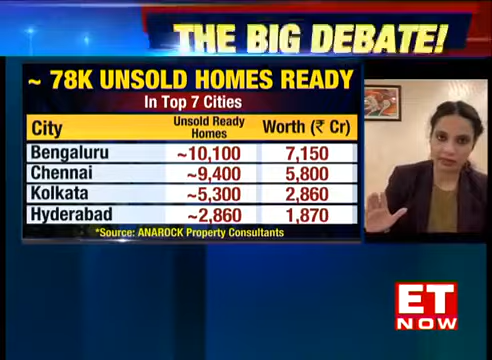 THE BIG DEBATE!
~ 78K UNSOLD HOMES READY
In Top 7 Cities
City Unsold Ready Homes Worth (₹ Cr)
Bengaluru ~10,100 7,150
Chennai ~9,400 5,800
Kolkata ~5,300 2,860
Hyderabad ~2,860 1,870
*Source: ANAROCK Property Consultants
ET
NOW